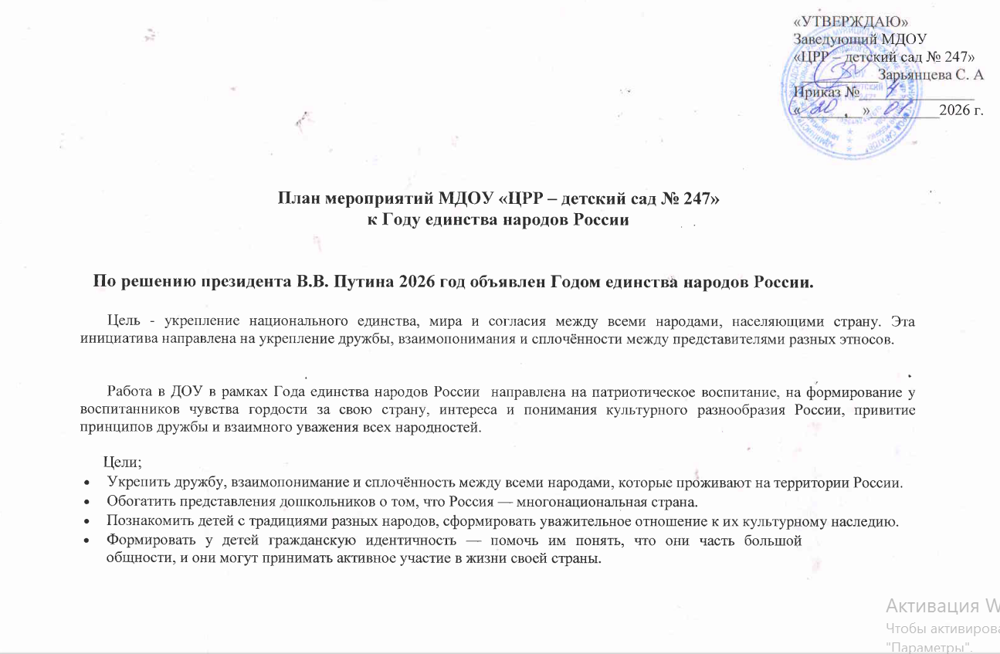 «УТВЕРЖДАЮ»
Заведующий МДОУ
«ЦРР – детский сад № 247»
__________Зарьянцева С. А
Приказ №_______________
«  20  »  01  2026 г.
План мероприятий МДОУ «ЦРР – детский сад № 247»
к Году единства народов России
По решению президента В.В. Путина 2026 год объявлен Годом единства народов России.
Цель - укрепление национального единства, мира и согласия между всеми народами, населяющими страну. Эта
инициатива направлена на укрепление дружбы, взаимопонимания и сплочённости между представителями разных этносов.
Работа в ДОУ в рамках Года единства народов России направлена на патриотическое воспитание, на формирование у
воспитанников чувства гордости за свою страну, интереса и понимания культурного разнообразия России, привитие
принципов дружбы и взаимного уважения всех народностей.
Цели;
• Укрепить дружбу, взаимопонимание и сплочённость между всеми народами, которые проживают на территории России.
• Обогатить представления дошкольников о том, что Россия — многонациональная страна.
• Познакомить детей с традициями разных народов, сформировать уважительное отношение к их культурному наследию.
• Формировать у детей гражданскую идентичность — помочь им понять, что они часть большой
общности, и они могут принимать активное участие в жизни своей страны.
Активация W
Чтобы активирова
"Параметры".